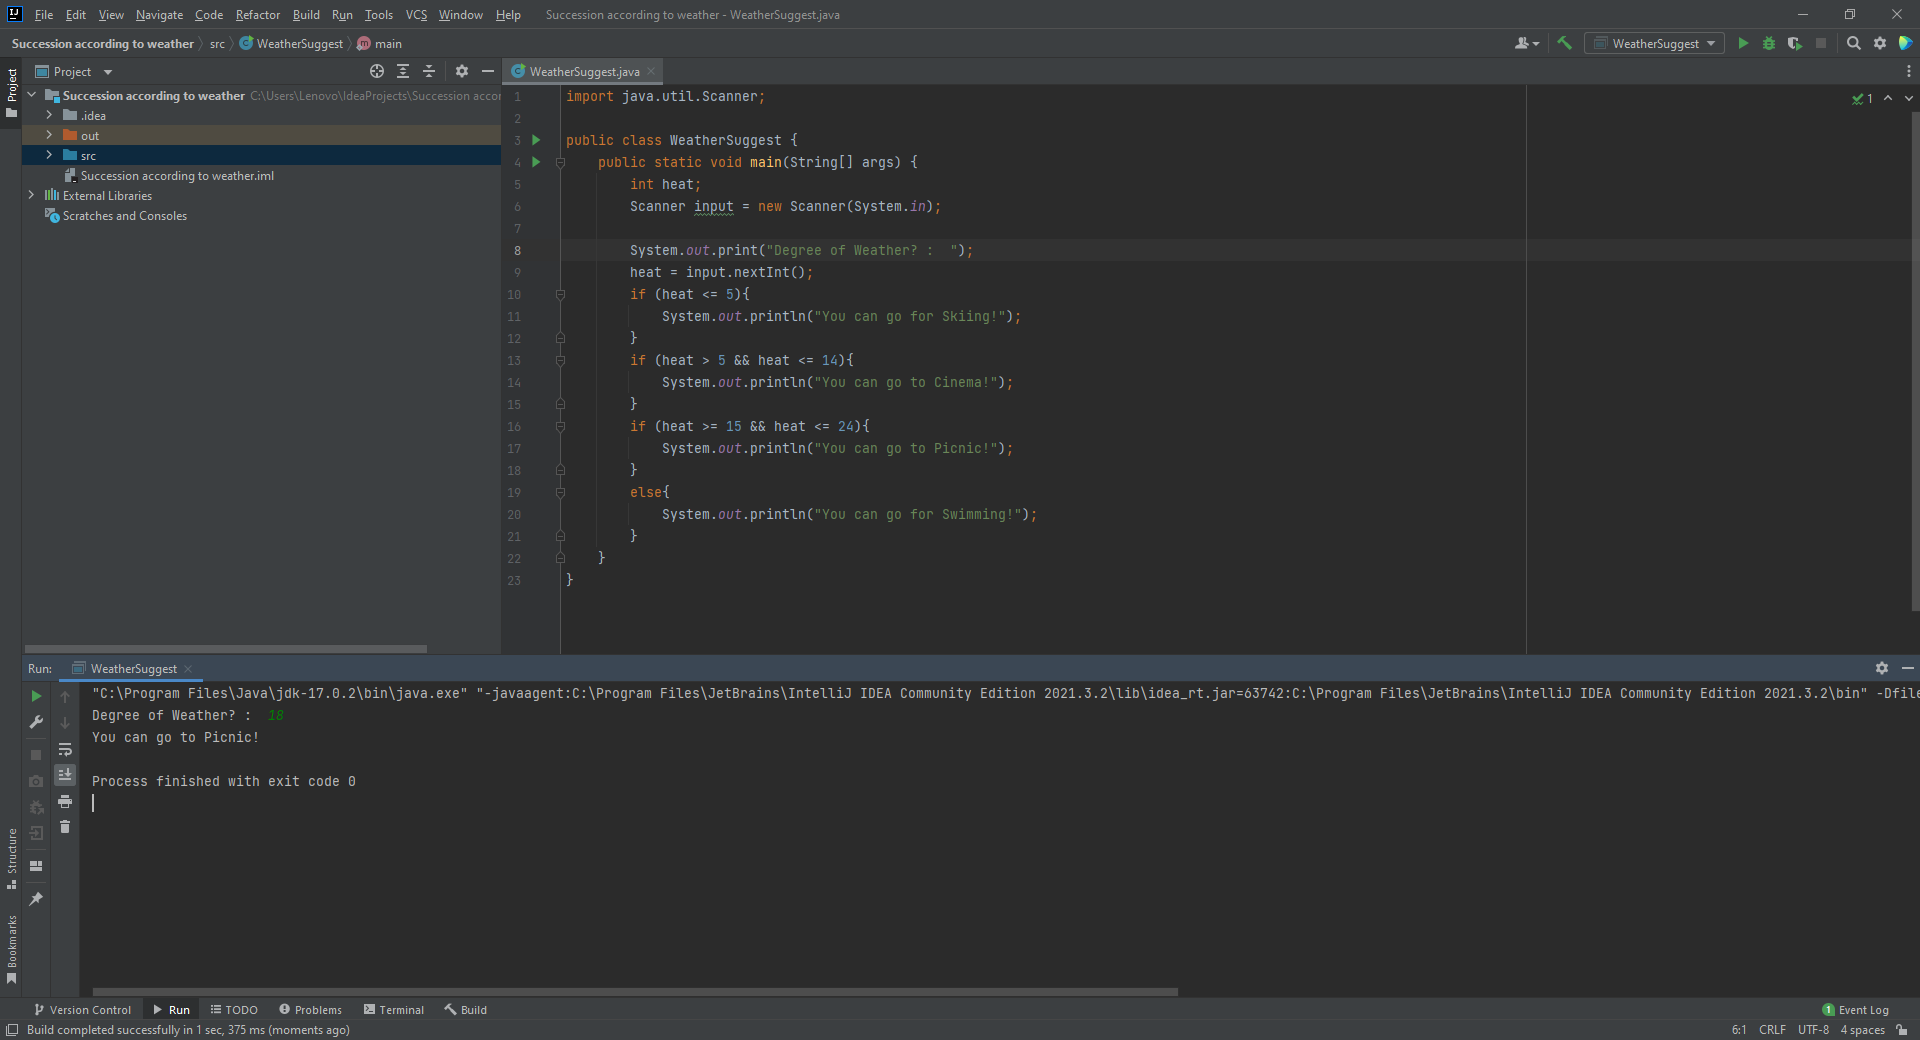 File Edit View Navigate Code Refactor Build Run Tools VCS Window Help Succession according to weather - WeatherSuggest.java
Succession according to weather src WeatherSuggest main
WeatherSuggest
Project
Project
WeatherSuggest.java
Succession according to weather C:\Users\Lenovo\IdeaProjects\Succession accor
.idea
out
src
Succession according to weather.iml
External Libraries
Scratches and Consoles
1
1 import java.util.Scanner;
2
3 public class WeatherSuggest {
4 public static void main(String[] args) {
5 int heat;
6 Scanner input = new Scanner(System.in);
7
8 System.out.print("Degree of Weather? :  ");
9 heat = input.nextInt();
10 if (heat <= 5){
11 System.out.println("You can go for Skiing!");
12 }
13 if (heat > 5 && heat <= 14){
14 System.out.println("You can go to Cinema!");
15 }
16 if (heat >= 15 && heat <= 24){
17 System.out.println("You can go to Picnic!");
18 }
19 else{
20 System.out.println("You can go for Swimming!");
21 }
22 }
23 }
Run: WeatherSuggest
"C:\Program Files\Java\jdk-17.0.2\bin\java.exe" "-javaagent:C:\Program Files\JetBrains\IntelliJ IDEA Community Edition 2021.3.2\lib\idea_rt.jar=63742:C:\Program Files\JetBrains\IntelliJ IDEA Community Edition 2021.3.2\bin" -Dfile
Degree of Weather? :  18
You can go to Picnic!
Process finished with exit code 0
Structure
Bookmarks
Version Control Run TODO Problems Terminal Build 1 Event Log
Build completed successfully in 1 sec, 375 ms (moments ago) 6:1 CRLF UTF-8 4 spaces